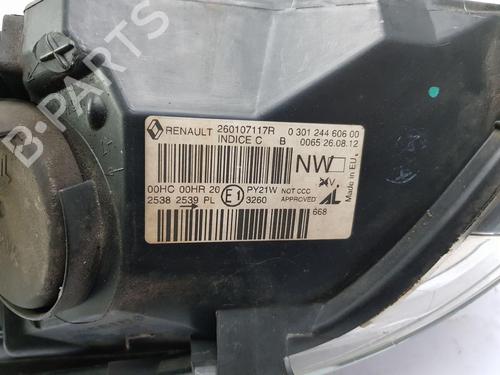 RENAULT 260107117R 0 301 244 606 00
INDICE C B 0065 26.08.12
NW
V
Made in EU
00HC 00HR 20 E1 PY21W NOT CCC
2538 2539 PL 3260 APPROVED AL
668
B